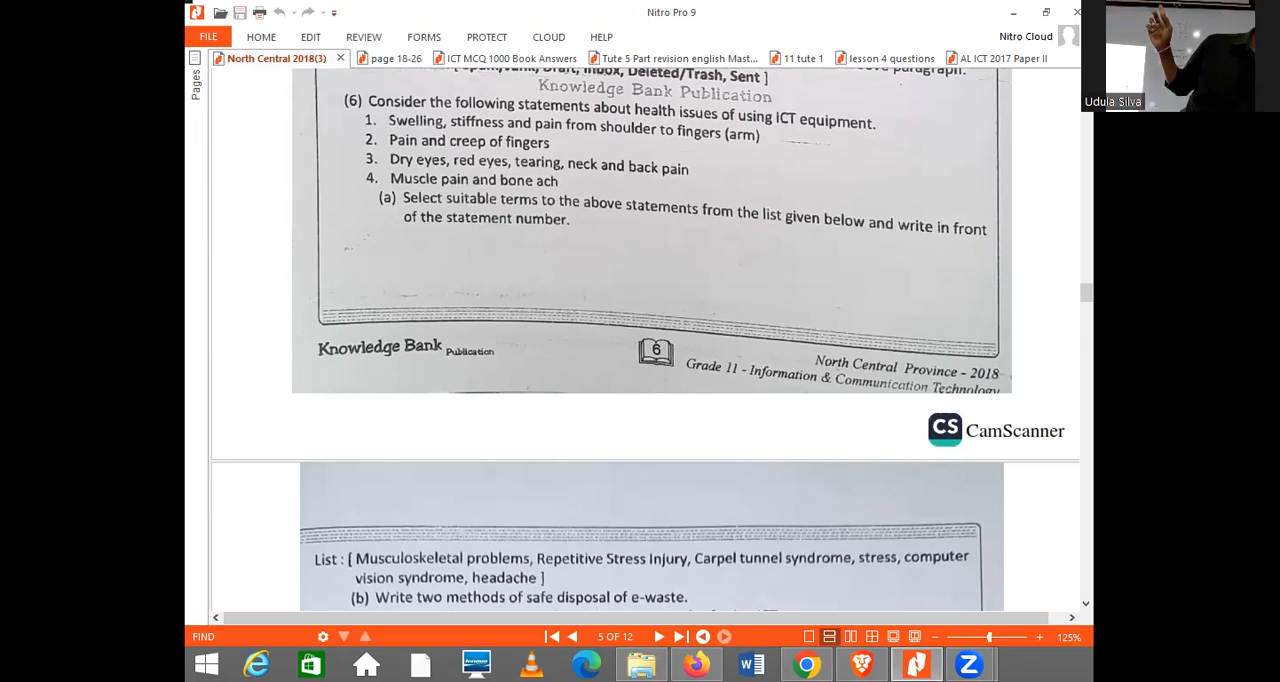 Nitro Pro 9
FILE HOME EDIT REVIEW FORMS PROTECT CLOUD HELP Nitro Cloud
North Central 2018(3) page 18-26 ICT MCQ 1000 Book Answers Tute 5 Part revision english Mast... 11 tute 1 lesson 4 questions AL ICT 2017 Paper II
Pages
Udula Silva
Inbox, Deleted/Trash, Sent ] paragraph.
Knowledge Bank Publication
(6) Consider the following statements about health issues of using ICT equipment.
1. Swelling, stiffness and pain from shoulder to fingers (arm)
2. Pain and creep of fingers
3. Dry eyes, red eyes, tearing, neck and back pain
4. Muscle pain and bone ach
(a) Select suitable terms to the above statements from the list given below and write in front
of the statement number.
Knowledge Bank Publication
6
North Central Province - 2018
Grade 11 - Information & Communication Technology
CS CamScanner
List : [ Musculoskeletal problems, Repetitive Stress Injury, Carpel tunnel syndrome, stress, computer
vision syndrome, headache ]
(b) Write two methods of safe disposal of e-waste.
FIND 5 OF 12 125%